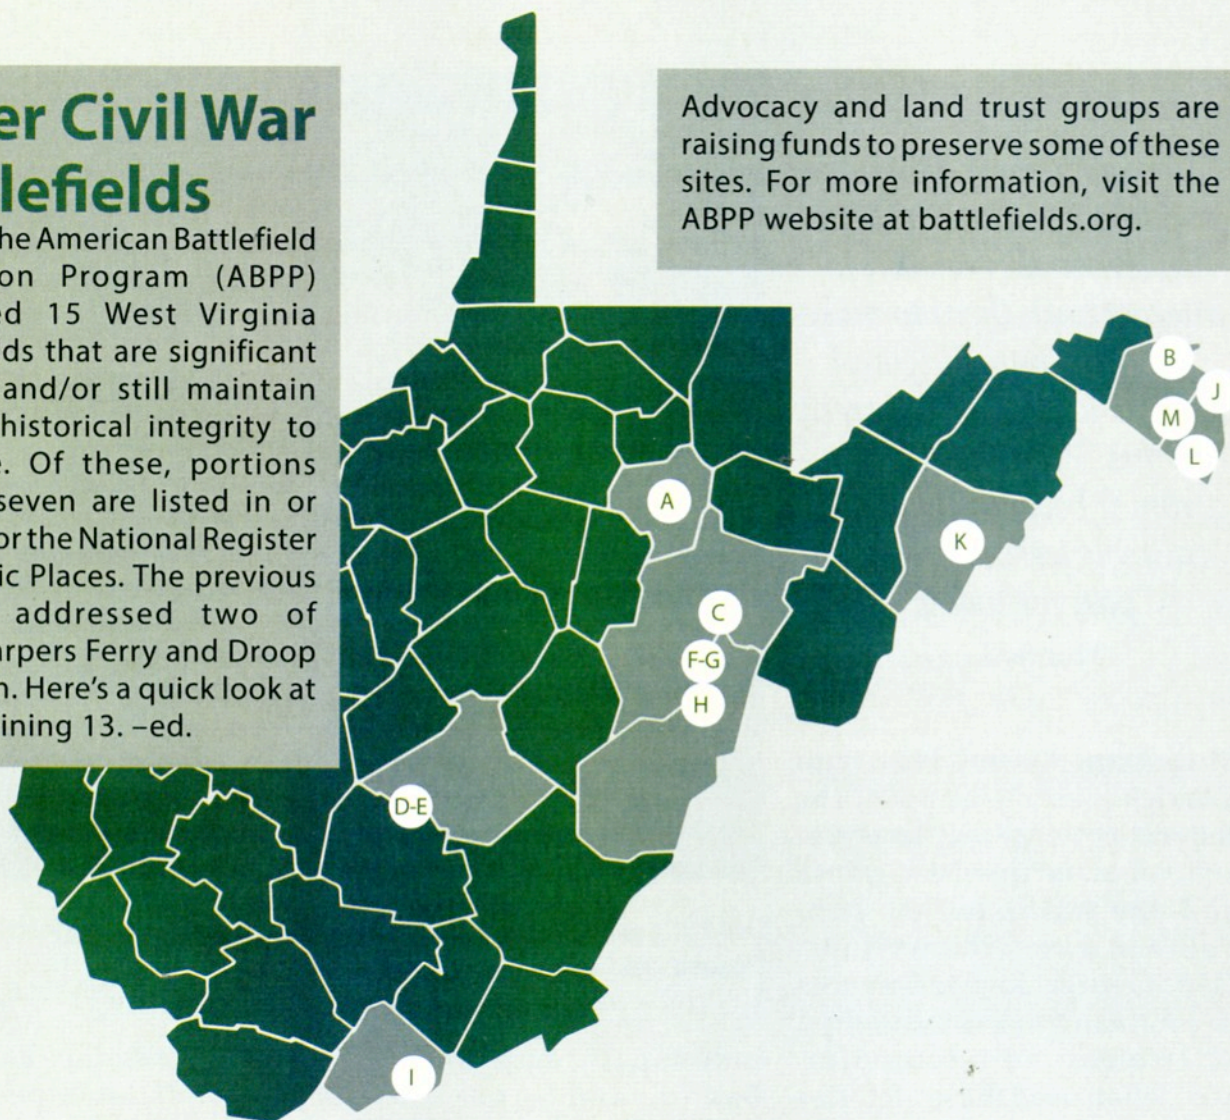 er Civil War
lefields
he American Battlefield
on Program (ABPP)
ed 15 West Virginia
ds that are significant
and/or still maintain
historical integrity to
e. Of these, portions
seven are listed in or
or the National Register
ic Places. The previous
addressed two of
arpers Ferry and Droop
n. Here's a quick look at
ining 13. –ed.
Advocacy and land trust groups are
raising funds to preserve some of these
sites. For more information, visit the
ABPP website at battlefields.org.
B
J
M
L
A
K
C
F-G
H
D-E
I